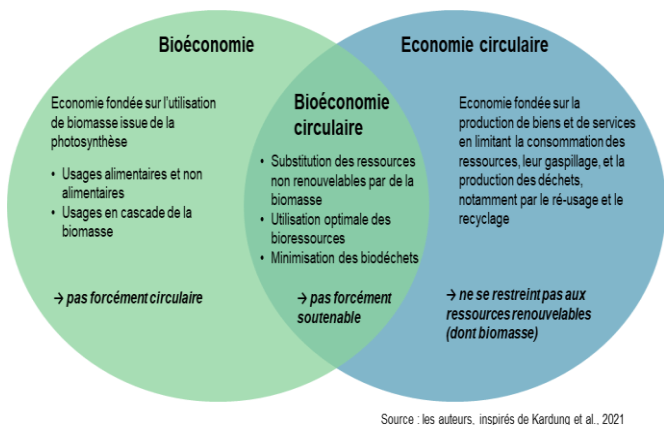 Bioéconomie
Economie fondée sur l'utilisation
de biomasse issue de la
photosynthèse
• Usages alimentaires et non
alimentaires
• Usages en cascade de la
biomasse
→ pas forcément circulaire
Bioéconomie
circulaire
• Substitution des ressources
non renouvelables par de la
biomasse
• Utilisation optimale des
bioressources
• Minimisation des biodéchets
→ pas forcément
soutenable
Economie circulaire
Economie fondée sur la
production de biens et de services
en limitant la consommation des
ressources, leur gaspillage, et la
production des déchets,
notamment par le ré-usage et le
recyclage
→ ne se restreint pas aux
ressources renouvelables
(dont biomasse)
Source : les auteurs, inspirés de Kardung et al., 2021